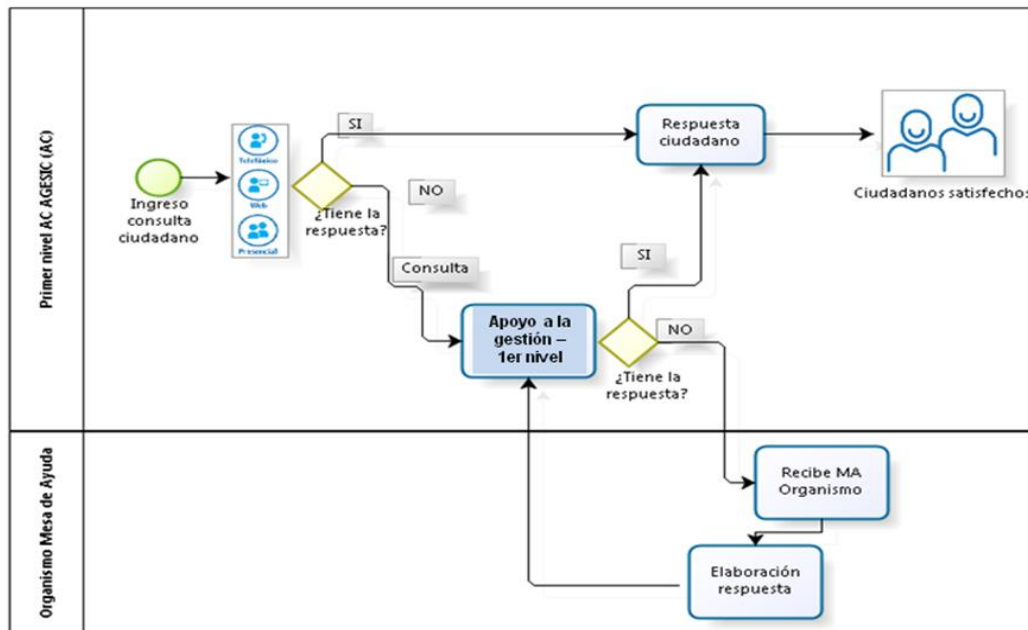 Primer nivel AC AGESIC (AC)
Ingreso
consulta
ciudadano
Telefónico
Web
Presencial
SI
¿Tiene la
respuesta?
NO
Consulta
Respuesta
ciudadano
Ciudadanos satisfechos
SI
Apoyo a la
gestión –
1er nivel
NO
¿Tiene la
respuesta?
Organismo Mesa de Ayuda
Recibe MA
Organismo
Elaboración
respuesta